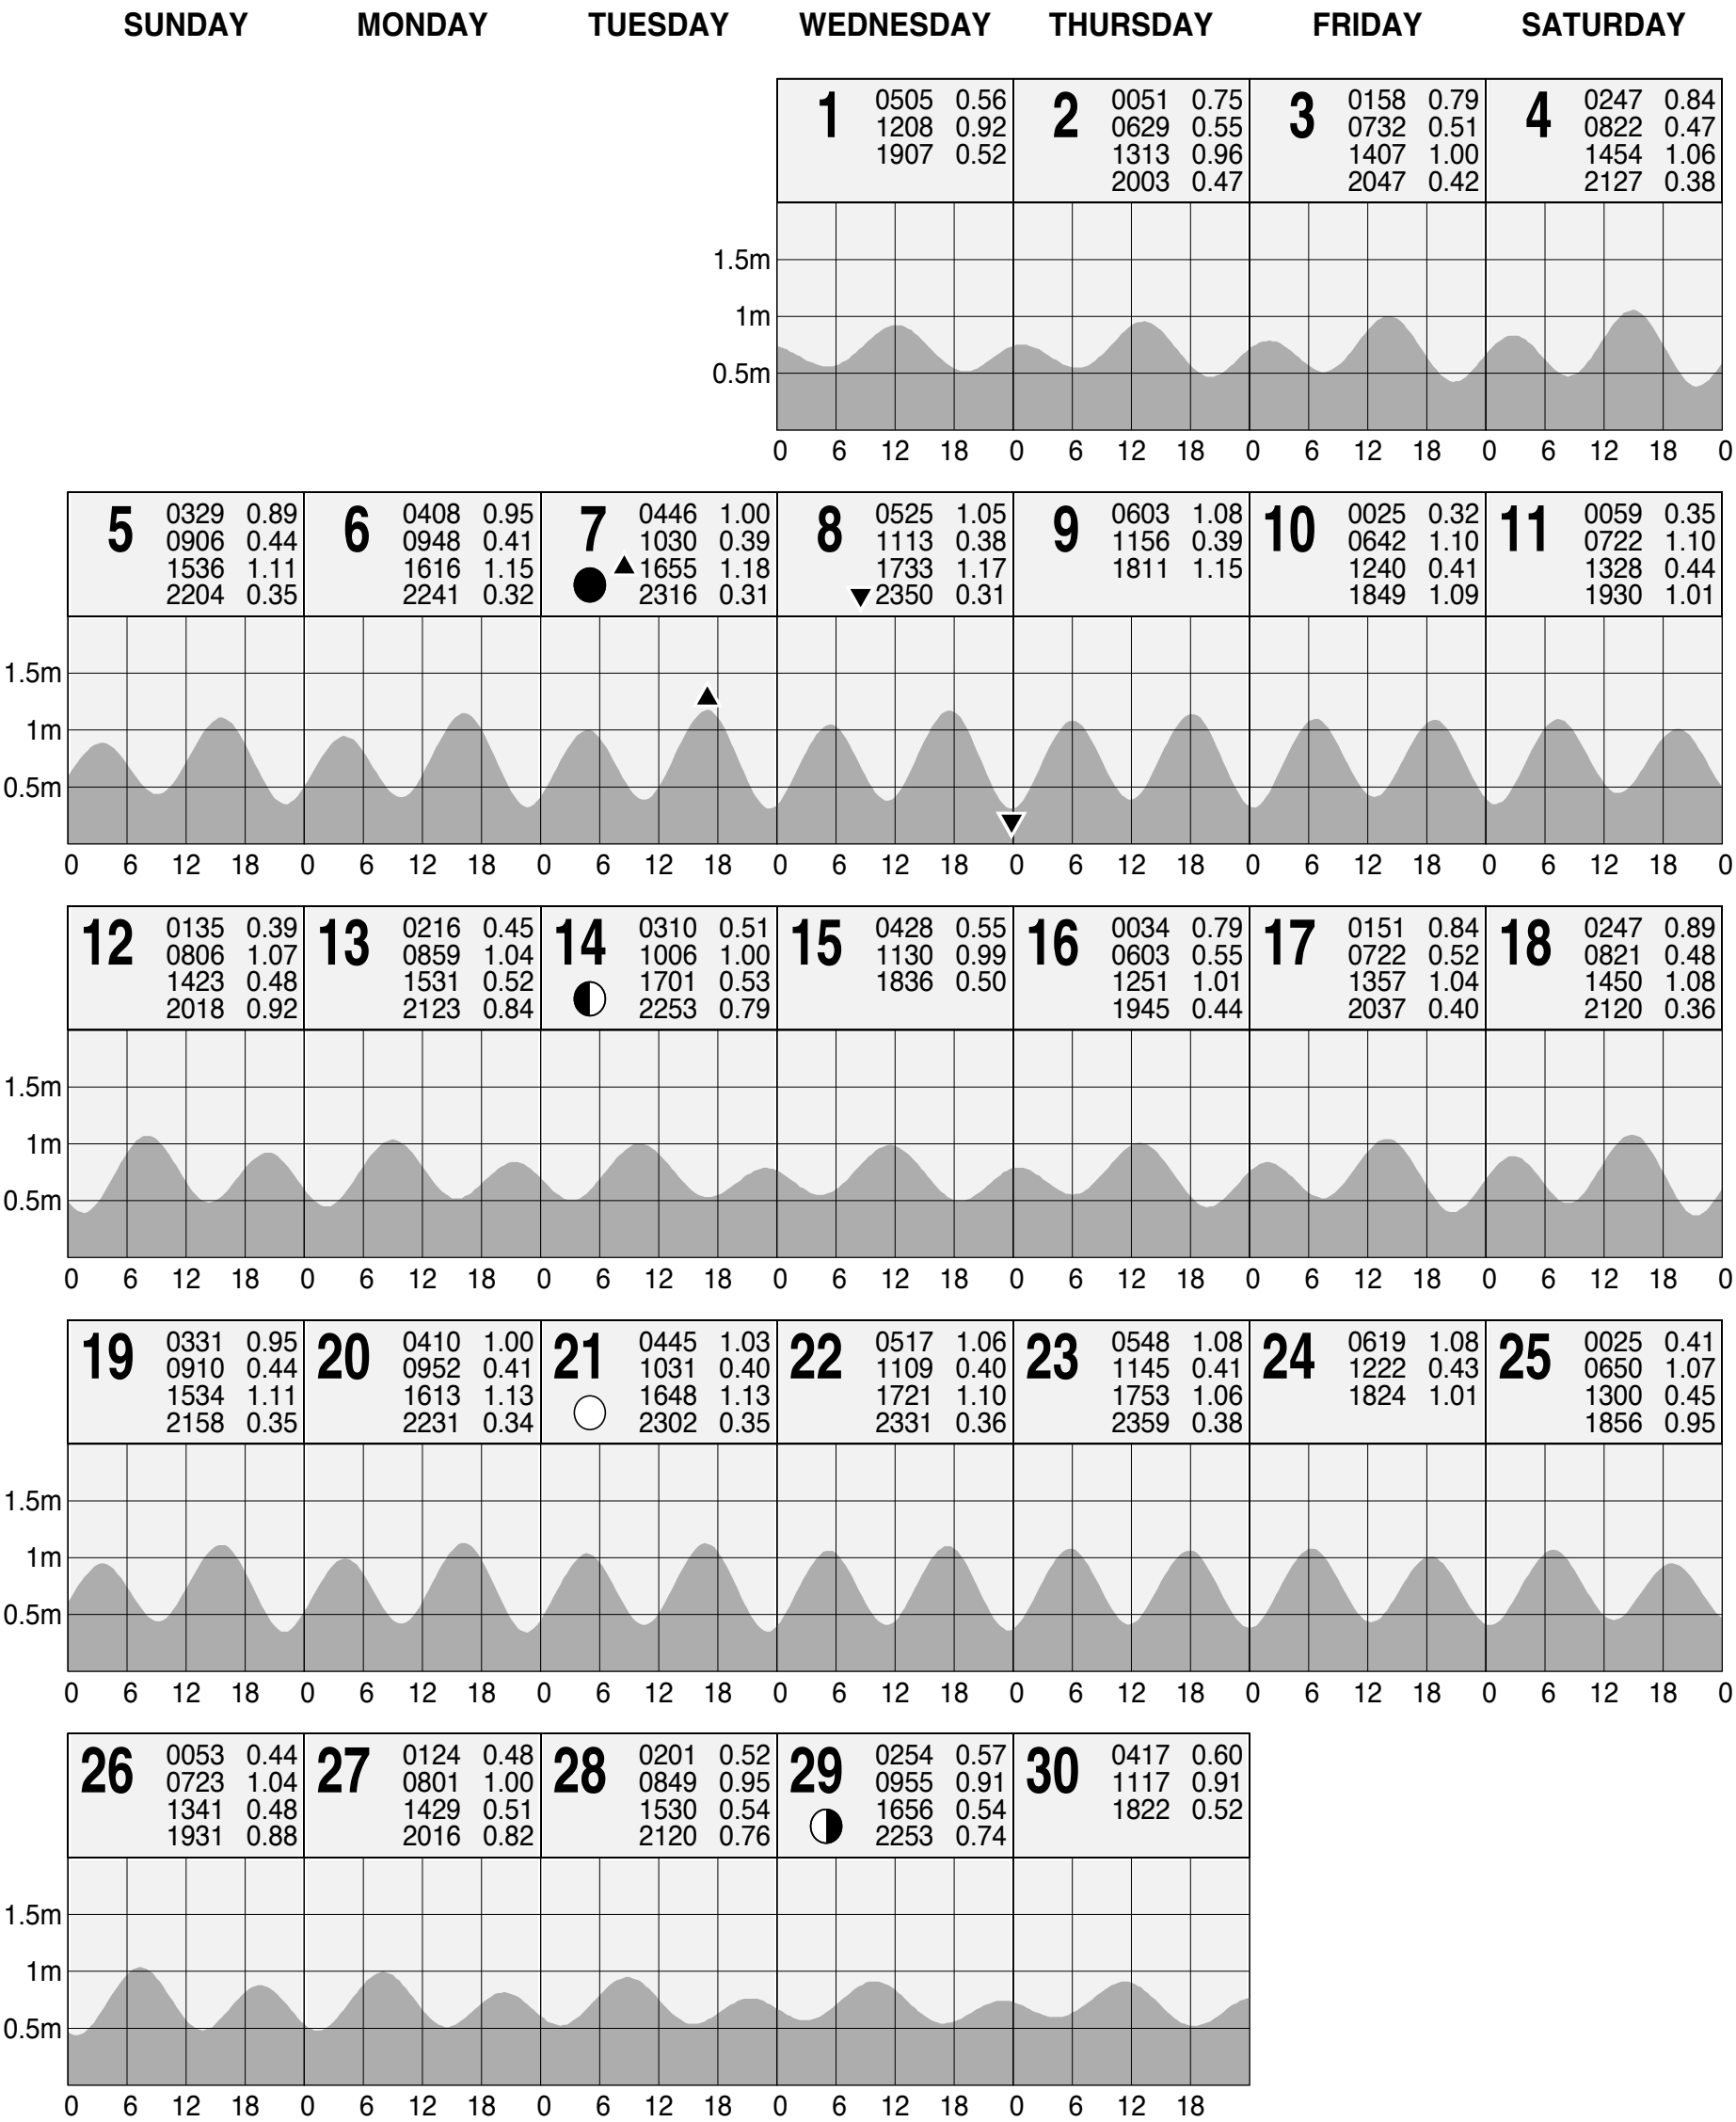 SUNDAY MONDAY TUESDAY WEDNESDAY THURSDAY FRIDAY SATURDAY
1 0505 0.56 2 0051 0.75 3 0158 0.79 4 0247 0.84
1208 0.92 0629 0.55 0732 0.51 0822 0.47
1907 0.52 1313 0.96 1407 1.00 1454 1.06
2003 0.47 2047 0.42 2127 0.38
1.5m
1m
0.5m
0 6 12 18 0 6 12 18 0 6 12 18 0 6 12 18 0
5 0329 0.89 6 0408 0.95 7 0446 1.00 8 0525 1.05 9 0603 1.08 10 0025 0.32 11 0059 0.35
0906 0.44 0948 0.41 1030 0.39 1113 0.38 1156 0.39 0642 1.10 0722 1.10
1536 1.11 1616 1.15 1655 1.18 1733 1.17 1811 1.15 1240 0.41 1328 0.44
2204 0.35 2241 0.32 2316 0.31 2350 0.31 1849 1.09 1930 1.01
1.5m
1m
0.5m
0 6 12 18 0 6 12 18 0 6 12 18 0 6 12 18 0 6 12 18 0 6 12 18 0 6 12 18 0
12 0135 0.39 13 0216 0.45 14 0310 0.51 15 0428 0.55 16 0034 0.79 17 0151 0.84 18 0247 0.89
0806 1.07 0859 1.04 1006 1.00 1130 0.99 0603 0.55 0722 0.52 0821 0.48
1423 0.48 1531 0.52 1701 0.53 1836 0.50 1251 1.01 1357 1.04 1450 1.08
2018 0.92 2123 0.84 2253 0.79 1945 0.44 2037 0.40 2120 0.36
1.5m
1m
0.5m
0 6 12 18 0 6 12 18 0 6 12 18 0 6 12 18 0 6 12 18 0 6 12 18 0 6 12 18 0
19 0331 0.95 20 0410 1.00 21 0445 1.03 22 0517 1.06 23 0548 1.08 24 0619 1.08 25 0025 0.41
0910 0.44 0952 0.41 1031 0.40 1109 0.40 1145 0.41 1222 0.43 0650 1.07
1534 1.11 1613 1.13 1648 1.13 1721 1.10 1753 1.06 1824 1.01 1300 0.45
2158 0.35 2231 0.34 2302 0.35 2331 0.36 2359 0.38 1856 0.95
1.5m
1m
0.5m
0 6 12 18 0 6 12 18 0 6 12 18 0 6 12 18 0 6 12 18 0 6 12 18 0 6 12 18 0
26 0053 0.44 27 0124 0.48 28 0201 0.52 29 0254 0.57 30 0417 0.60
0723 1.04 0801 1.00 0849 0.95 0955 0.91 1117 0.91
1341 0.48 1429 0.51 1530 0.54 1656 0.54 1822 0.52
1931 0.88 2016 0.82 2120 0.76 2253 0.74
1.5m
1m
0.5m
0 6 12 18 0 6 12 18 0 6 12 18 0 6 12 18 0 6 12 18